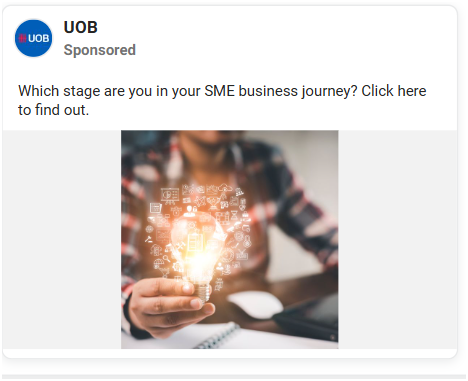 UOB
UOB
Sponsored
Which stage are you in your SME business journey? Click here
to find out.